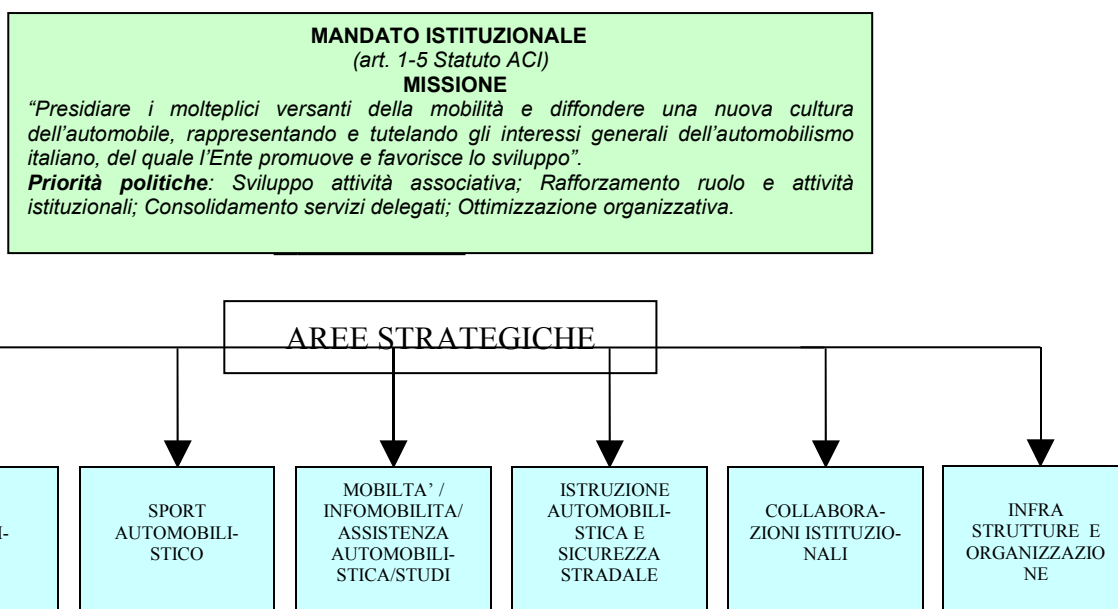 MANDATO ISTITUZIONALE
(art. 1-5 Statuto ACI)
MISSIONE
“Presidiare i molteplici versanti della mobilità e diffondere una nuova cultura
dell’automobile, rappresentando e tutelando gli interessi generali dell’automobilismo
italiano, del quale l’Ente promuove e favorisce lo sviluppo”.
Priorità politiche: Sviluppo attività associativa; Rafforzamento ruolo e attività
istituzionali; Consolidamento servizi delegati; Ottimizzazione organizzativa.
AREE STRATEGICHE
SPORT
AUTOMOBILI-
STICO
MOBILTA’ /
INFOMOBILITA/
ASSISTENZA
AUTOMOBILI-
STICA/STUDI
ISTRUZIONE
AUTOMOBILI-
STICA E
SICUREZZA
STRADALE
COLLABORA-
ZIONI ISTITUZIO-
NALI
INFRA
STRUTTURE E
ORGANIZZAZIO
NE